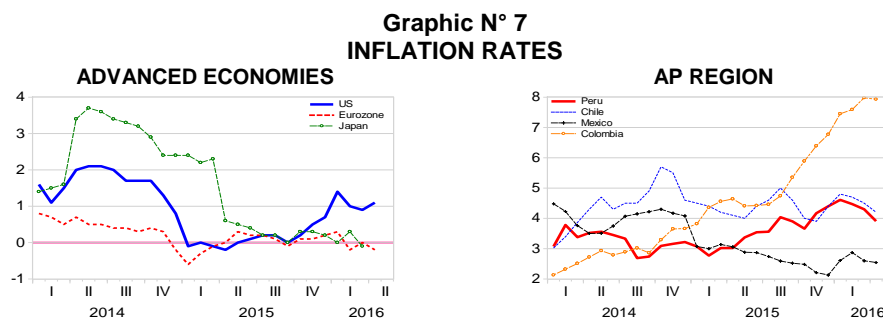 Graphic N° 7
INFLATION RATES
ADVANCED ECONOMIES
4
3
2
1
0
-1
US
Eurozone
Japan
I II III IV I II III IV I II
2014 2015 2016
AP REGION
8
7
6
5
4
3
2
Peru
Chile
Mexico
Colombia
I II III IV I II III IV I II
2014 2015 2016